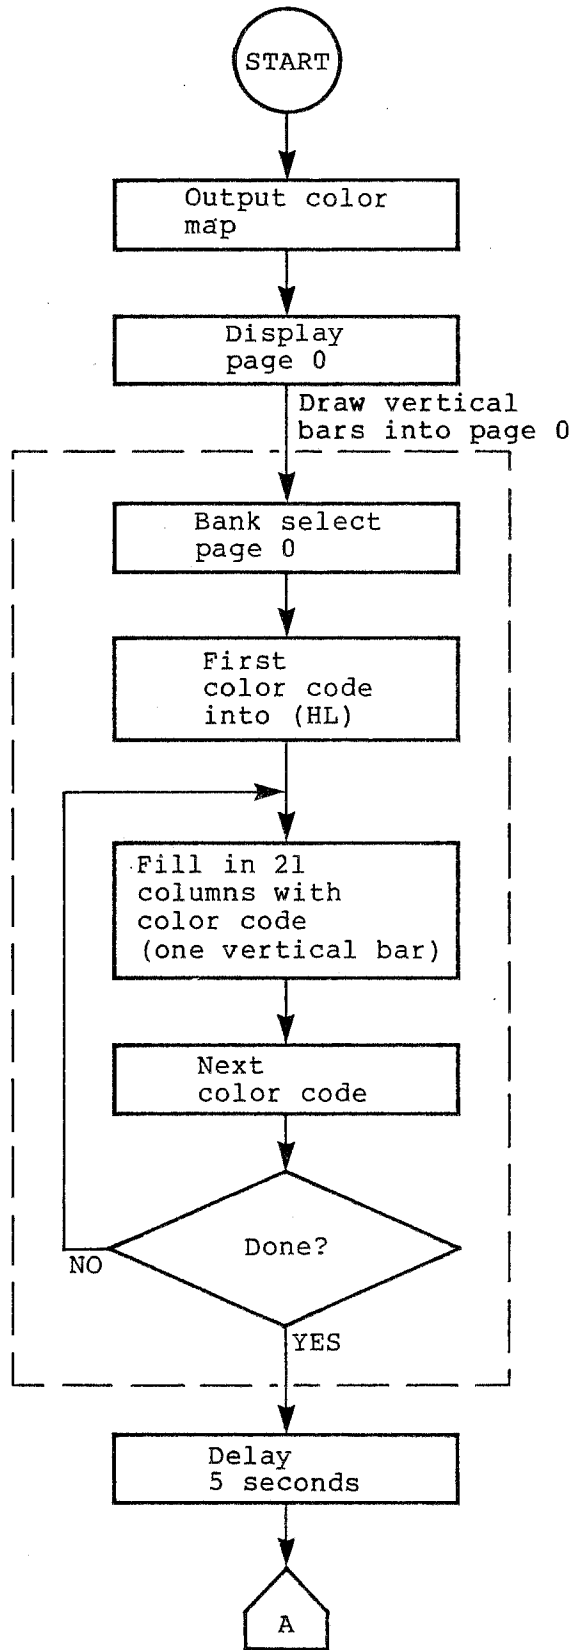 START
Output color
map
Display
page 0
Draw vertical
bars into page 0
Bank select
page 0
First
color code
into (HL)
Fill in 21
columns with
color code
(one vertical bar)
Next
color code
Done?
NO
YES
Delay
5 seconds
A